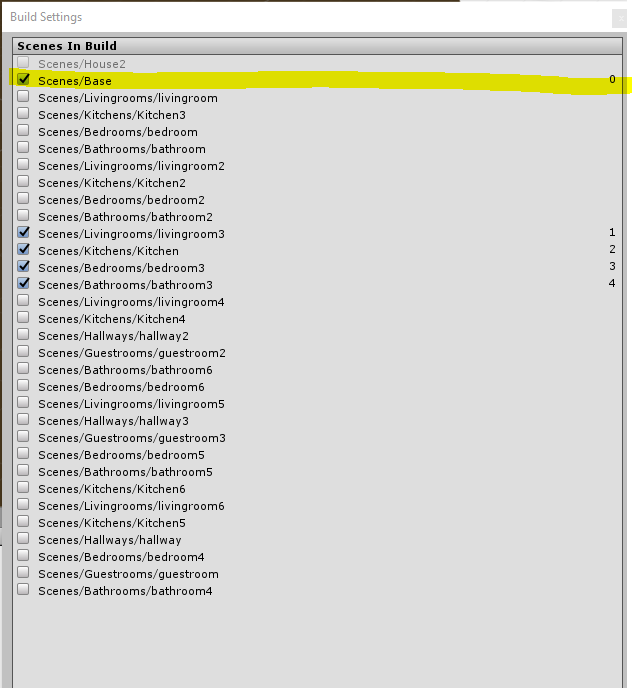 Build Settings
x
Scenes In Build
Scenes/House2
Scenes/Base 0
Scenes/Livingrooms/livingroom
Scenes/Kitchens/Kitchen3
Scenes/Bedrooms/bedroom
Scenes/Bathrooms/bathroom
Scenes/Livingrooms/livingroom2
Scenes/Kitchens/Kitchen2
Scenes/Bedrooms/bedroom2
Scenes/Bathrooms/bathroom2
Scenes/Livingrooms/livingroom3 1
Scenes/Kitchens/Kitchen 2
Scenes/Bedrooms/bedroom3 3
Scenes/Bathrooms/bathroom3 4
Scenes/Livingrooms/livingroom4
Scenes/Kitchens/Kitchen4
Scenes/Hallways/hallway2
Scenes/Guestrooms/guestroom2
Scenes/Bathrooms/bathroom6
Scenes/Bedrooms/bedroom6
Scenes/Livingrooms/livingroom5
Scenes/Hallways/hallway3
Scenes/Guestrooms/guestroom3
Scenes/Bedrooms/bedroom5
Scenes/Bathrooms/bathroom5
Scenes/Kitchens/Kitchen6
Scenes/Livingrooms/livingroom6
Scenes/Kitchens/Kitchen5
Scenes/Hallways/hallway
Scenes/Bedrooms/bedroom4
Scenes/Guestrooms/guestroom
Scenes/Bathrooms/bathroom4